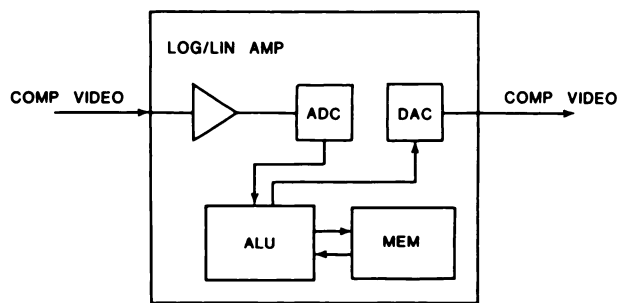 LOG/LIN AMP
COMP VIDEO
ADC
DAC
COMP VIDEO
ALU
MEM